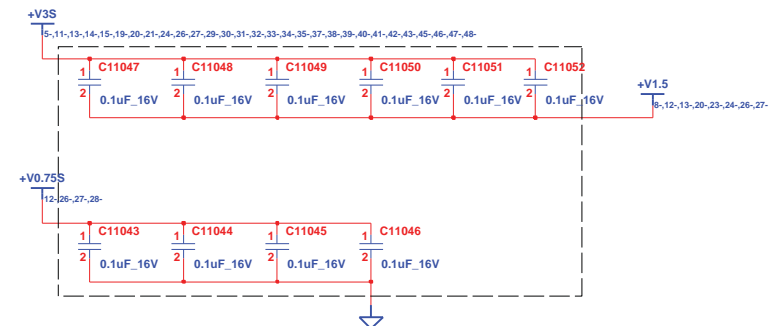 +V3S
5-,11-,13-,14-,15-,19-,20-,21-,24-,26-,27-,29-,30-,31-,32-,33-,34-,35-,37-,38-,39-,40-,41-,42-,43-,45-,46-,47-,48-
C11047 C11048 C11049 C11050 C11051 C11052
1 1 1 1 1 1
+V1.5
2 0.1uF_16V 2 0.1uF_16V 2 0.1uF_16V 2 0.1uF_16V 2 0.1uF_16V 2 0.1uF_16V
8-,12-,13-,20-,23-,24-,26-,27-
+V0.75S
12-,26-,27-,28-
C11043 C11044 C11045 C11046
1 1 1 1
2 0.1uF_16V 2 0.1uF_16V 2 0.1uF_16V 2 0.1uF_16V